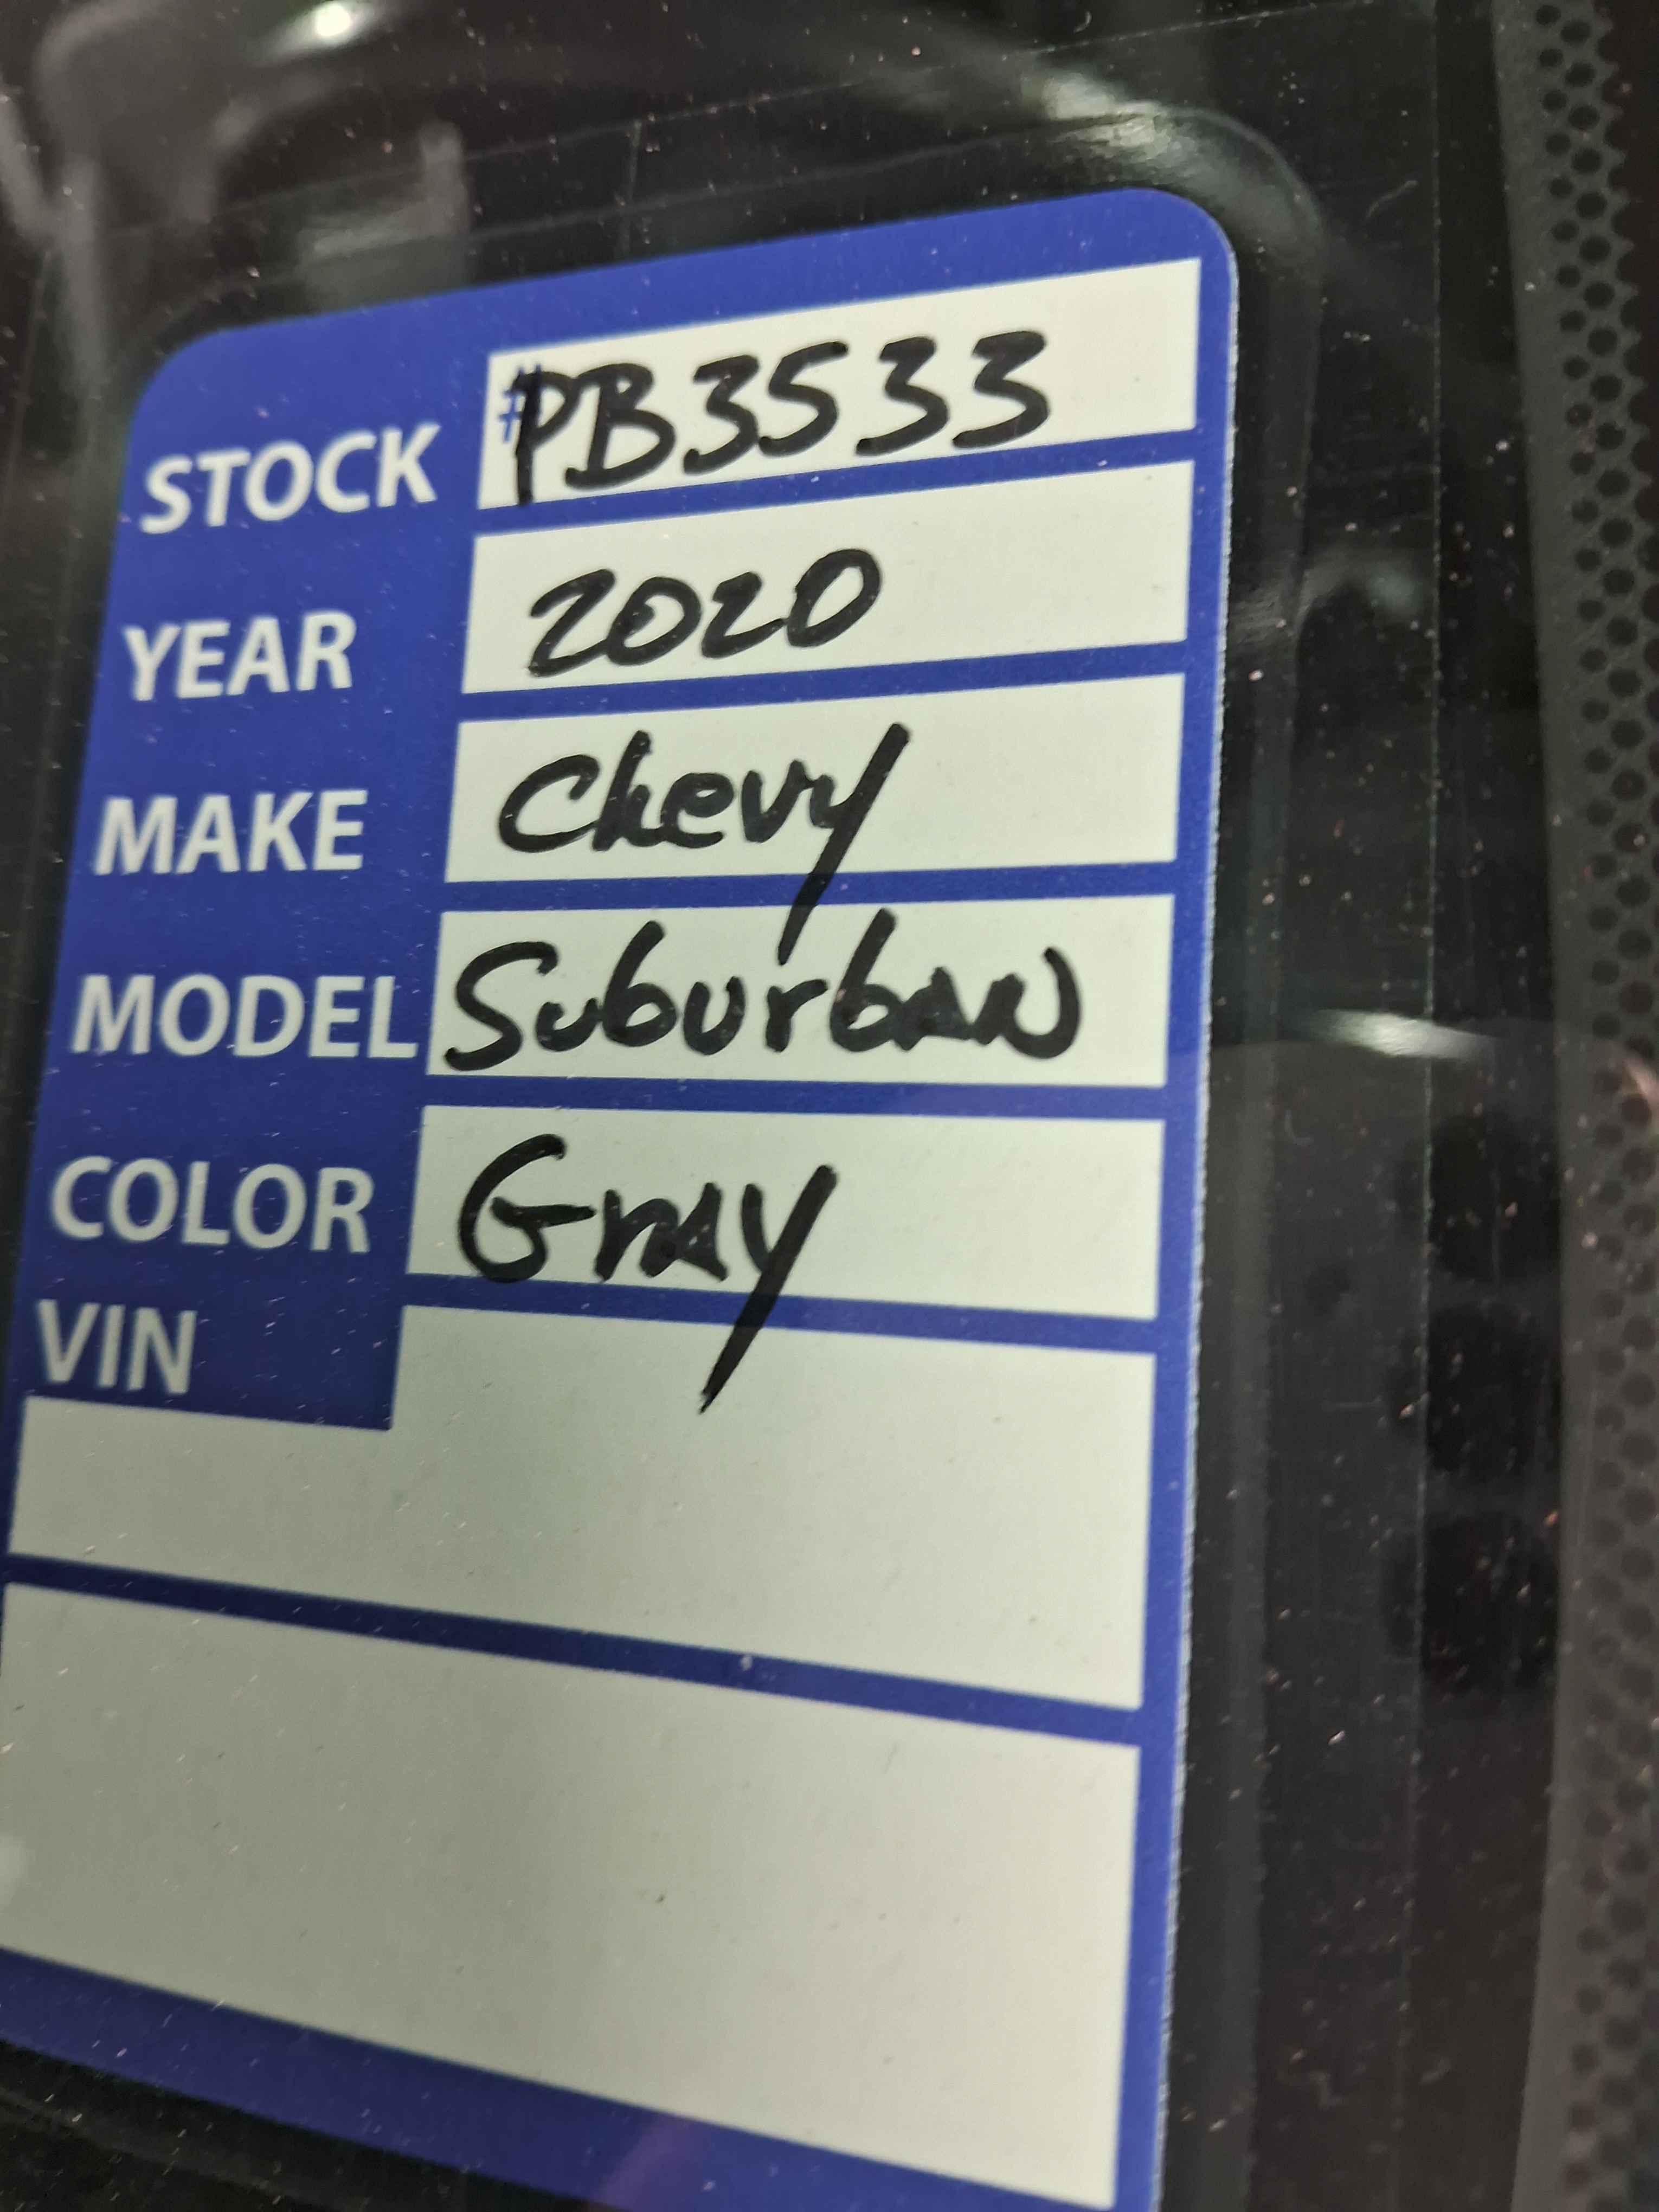 STOCK #PB3533
YEAR 2020
MAKE Chevy
MODEL Suburban
COLOR Gray
VIN